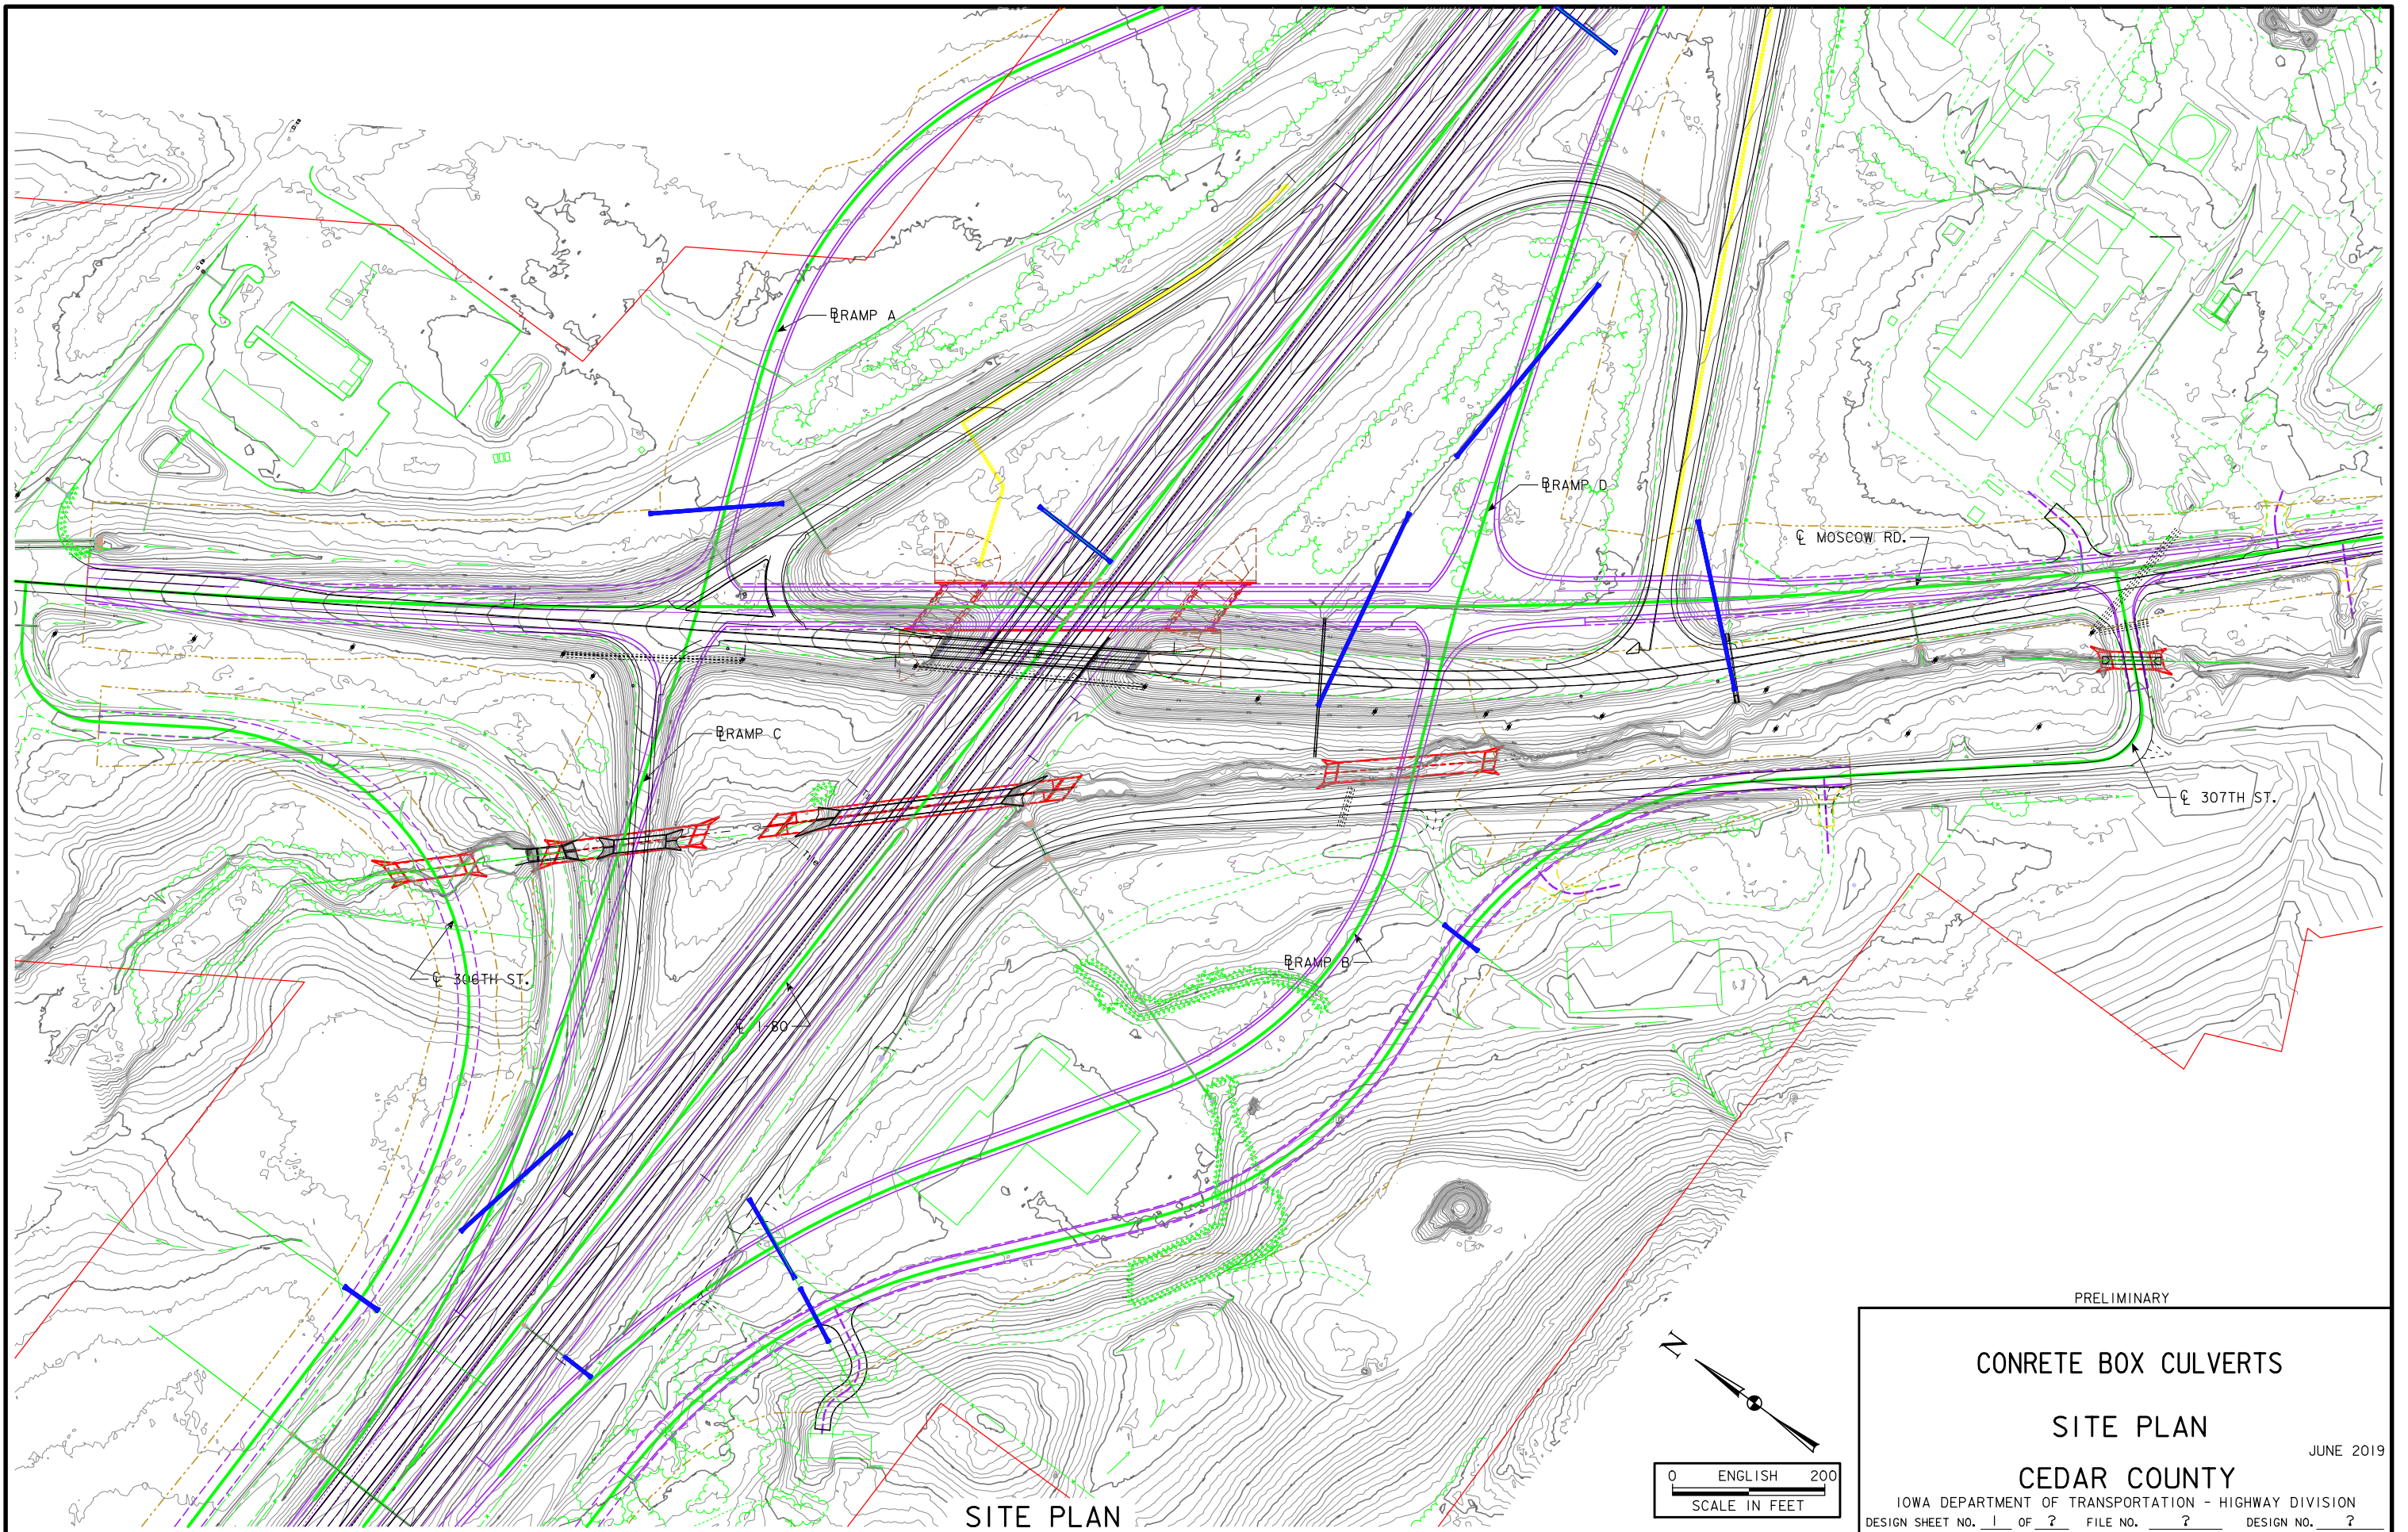 ℄ RAMP A
℄ RAMP D
℄ MOSCOW RD.
℄ RAMP C
℄ 307TH ST.
℄ RAMP B
℄ 306TH ST.
℄ I-80
N
0 ENGLISH 200
SCALE IN FEET
SITE PLAN
PRELIMINARY
CONRETE BOX CULVERTS
SITE PLAN
JUNE 2019
CEDAR COUNTY
IOWA DEPARTMENT OF TRANSPORTATION - HIGHWAY DIVISION
DESIGN SHEET NO. 1 OF ? FILE NO. ? DESIGN NO. ?